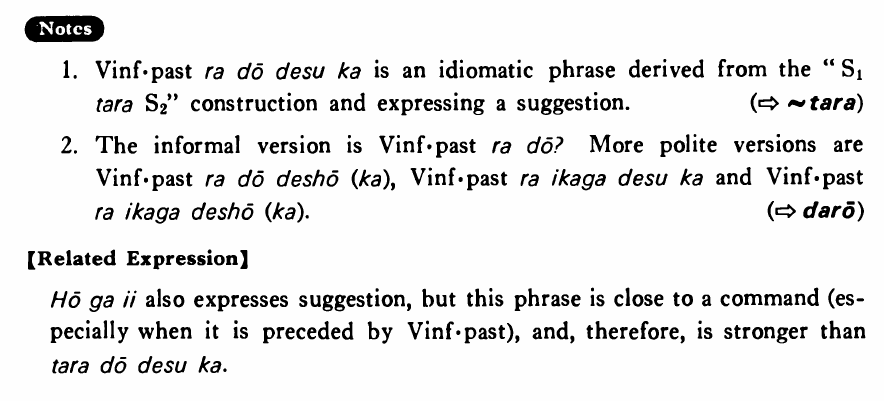 Notes
1. Vinf·past ra dō desu ka is an idiomatic phrase derived from the “S₁
tara S₂” construction and expressing a suggestion. (⇨ ~tara)
2. The informal version is Vinf·past ra dō? More polite versions are
Vinf·past ra dō deshō (ka), Vinf·past ra ikaga desu ka and Vinf·past
ra ikaga deshō (ka). (⇨ darō)
【Related Expression】
Hō ga ii also expresses suggestion, but this phrase is close to a command (es-
pecially when it is preceded by Vinf·past), and, therefore, is stronger than
tara dō desu ka.